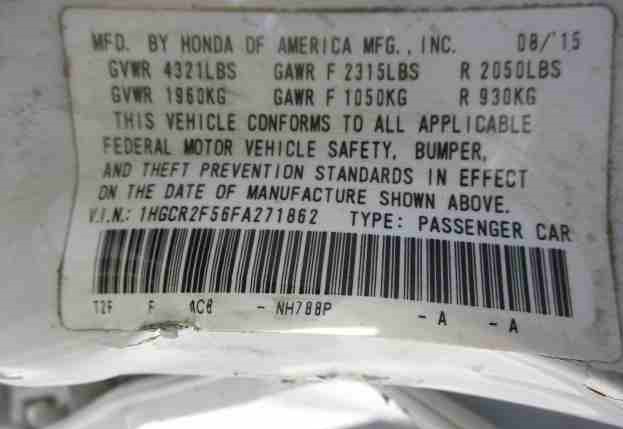 MFD. BY HONDA OF AMERICA MFG., INC. 08/'15
GVWR 4321LBS GAWR F 2315LBS R 2050LBS
GVWR 1960KG GAWR F 1050KG R 930KG
THIS VEHICLE CONFORMS TO ALL APPLICABLE
FEDERAL MOTOR VEHICLE SAFETY, BUMPER,
AND THEFT PREVENTION STANDARDS IN EFFECT
ON THE DATE OF MANUFACTURE SHOWN ABOVE.
V.I.N.: 1HGCR2F56FA271862 TYPE: PASSENGER CAR
F - NH788P - A - A